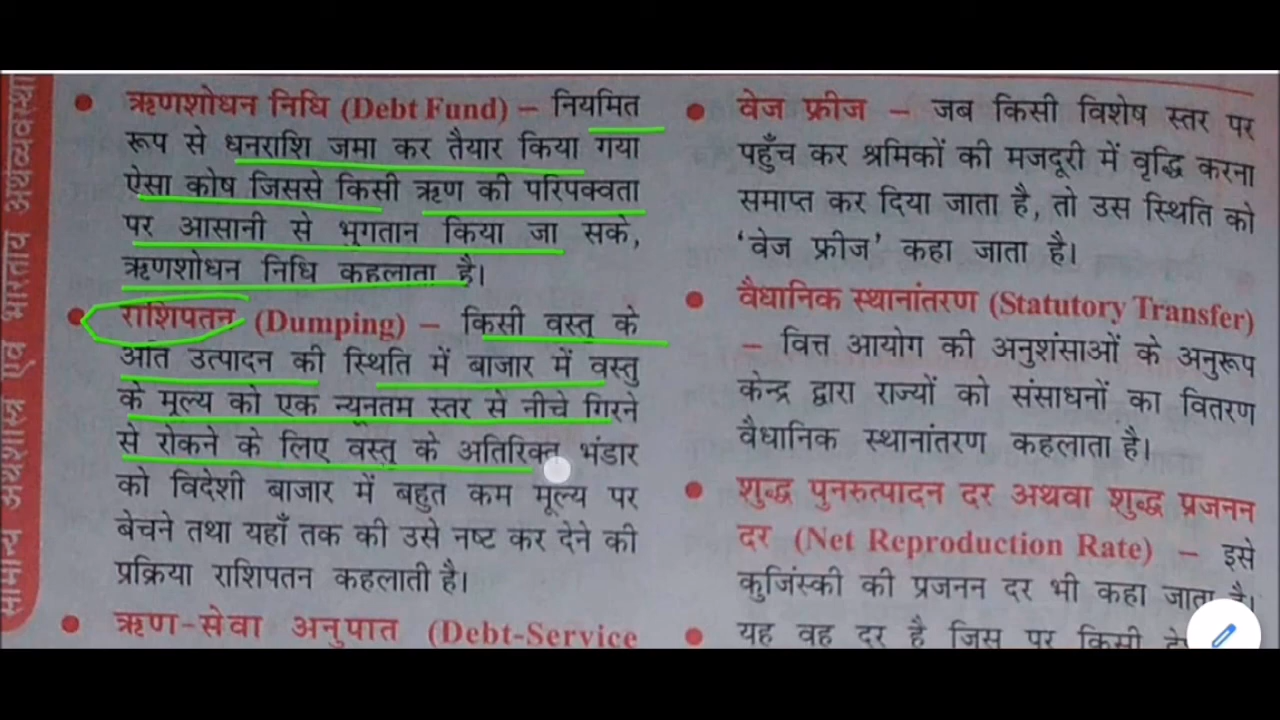 सामान्य अर्थशास्त्र एवं भारतीय अर्थव्यवस्था
• ऋणशोधन निधि (Debt Fund) – नियमित
रूप से धनराशि जमा कर तैयार किया गया
ऐसा कोष जिससे किसी ऋण की परिपक्वता
पर आसानी से भुगतान किया जा सके,
ऋणशोधन निधि कहलाता है।
• राशिपतन (Dumping) – किसी वस्तु के
अति उत्पादन की स्थिति में बाजार में वस्तु
के मूल्य को एक न्यूनतम स्तर से नीचे गिरने
से रोकने के लिए वस्तु के अतिरिक्त भंडार
को विदेशी बाजार में बहुत कम मूल्य पर
बेचने तथा यहाँ तक की उसे नष्ट कर देने की
प्रक्रिया राशिपतन कहलाती है।
• ऋण-सेवा अनुपात (Debt-Service
• वेज फ्रीज – जब किसी विशेष स्तर पर
पहुँच कर श्रमिकों की मजदूरी में वृद्धि करना
समाप्त कर दिया जाता है, तो उस स्थिति को
‘वेज फ्रीज’ कहा जाता है।
• वैधानिक स्थानांतरण (Statutory Transfer)
– वित्त आयोग की अनुशंसाओं के अनुरूप
केन्द्र द्वारा राज्यों को संसाधनों का वितरण
वैधानिक स्थानांतरण कहलाता है।
• शुद्ध पुनरुत्पादन दर अथवा शुद्ध प्रजनन
दर (Net Reproduction Rate) – इसे
कुजिंस्की की प्रजनन दर भी कहा जाता है।
• यह वह दर है जिस पर किसी